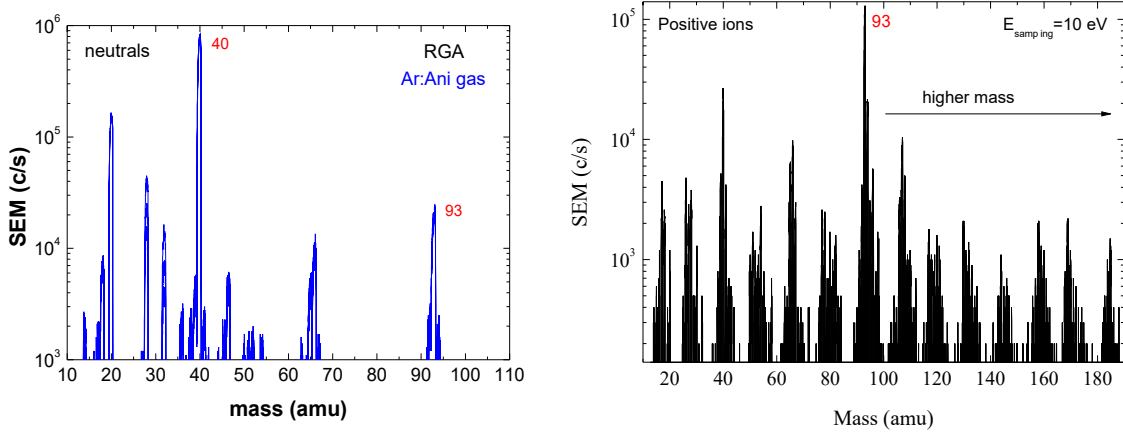 neutrals
RGA
Ar:Ani gas
40
93
SEM (c/s)
10^6
10^5
10^4
10^3
10 20 30 40 50 60 70 80 90 100 110
mass (amu)
Positive ions
93
E_samp ing=10 eV
higher mass
SEM (c/s)
10^5
10^4
10^3
20 40 60 80 100 120 140 160 180
Mass (amu)